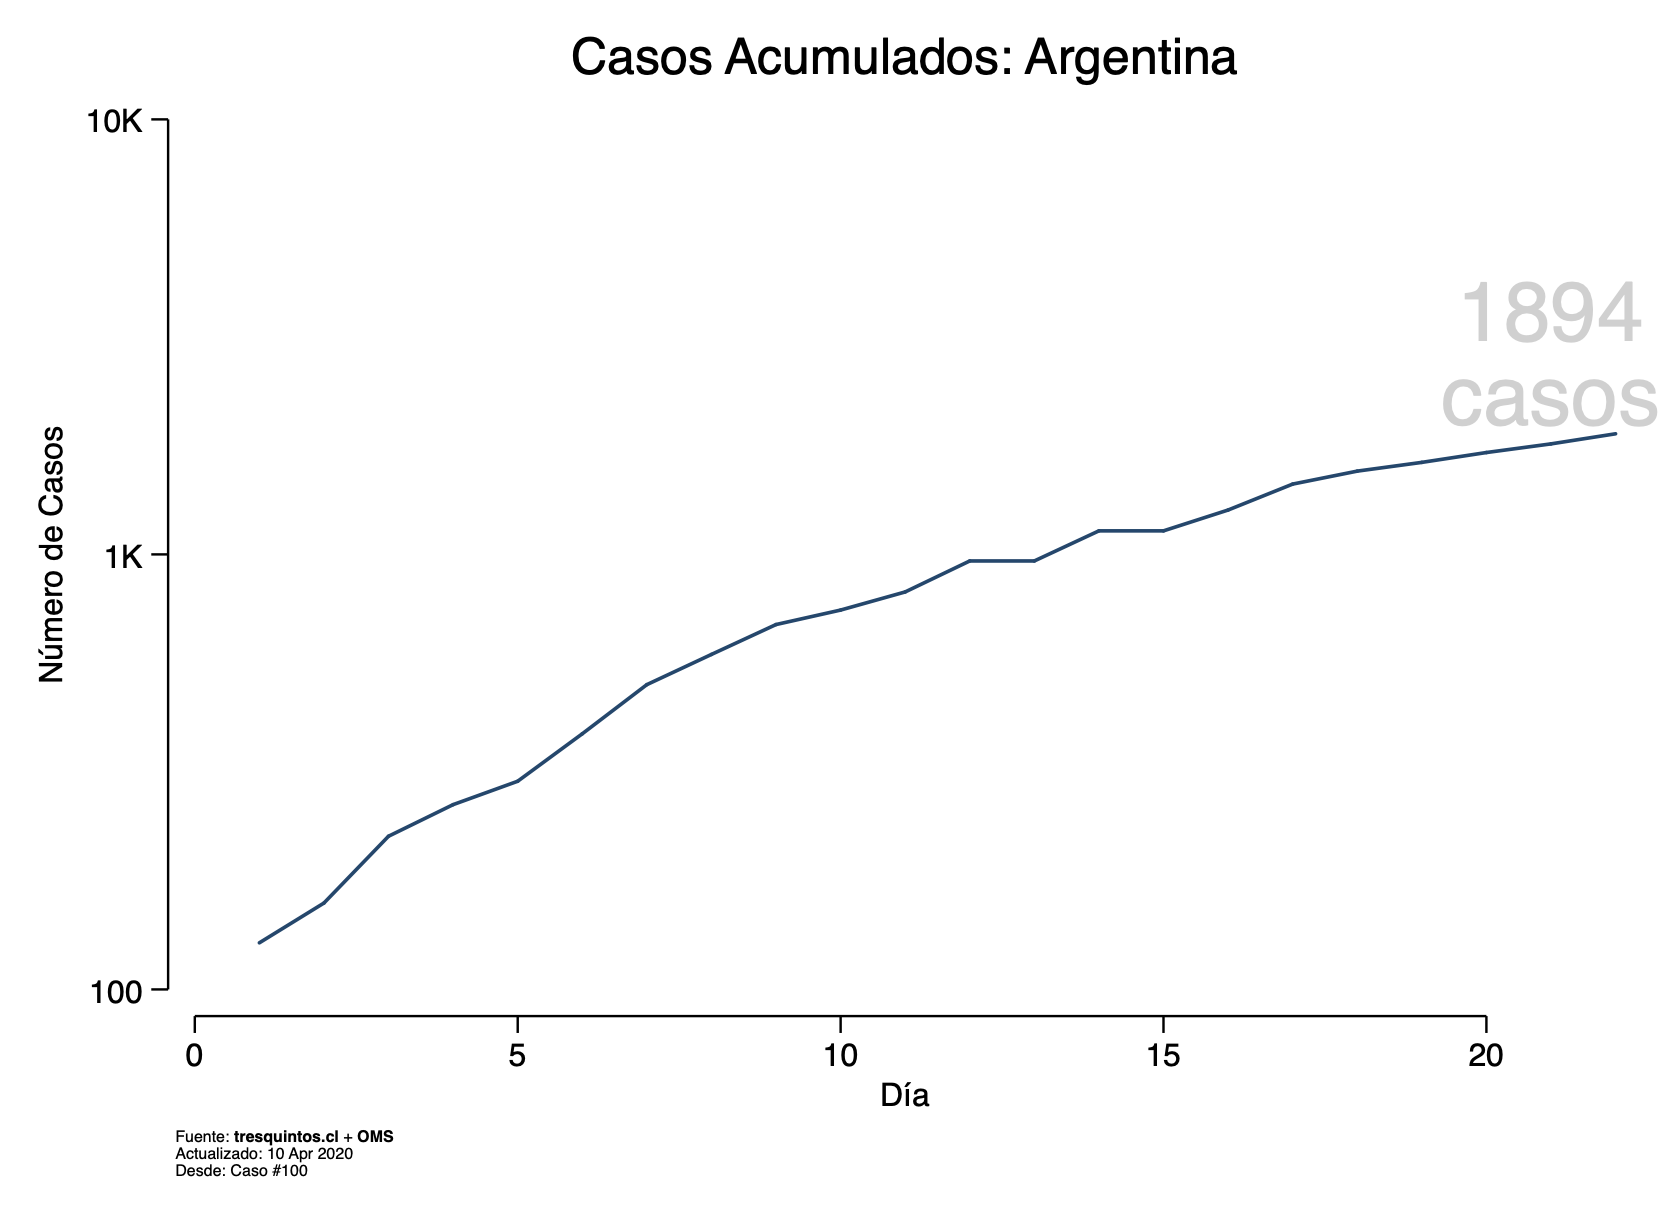 Casos Acumulados: Argentina
10K
1K
100
Número de Casos
1894
casos
0 5 10 15 20
Día
Fuente: tresquintos.cl + OMS
Actualizado: 10 Apr 2020
Desde: Caso #100